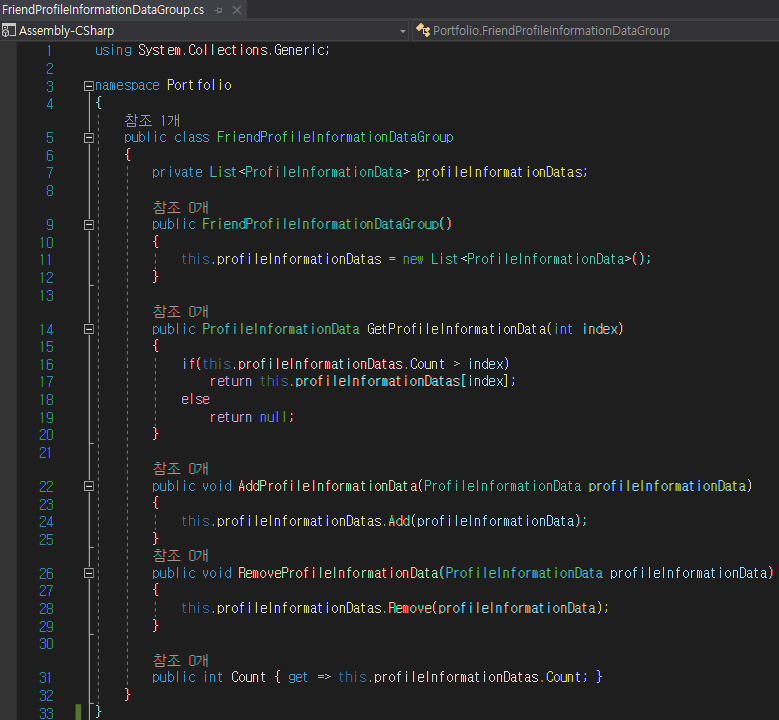 FriendProfileInformationDataGroup.cs
Assembly-CSharp
Portfolio.FriendProfileInformationDataGroup
1 using System.Collections.Generic;
2
3 namespace Portfolio
4 {
참조 1개
5 public class FriendProfileInformationDataGroup
6 {
7 private List<ProfileInformationData> profileInformationDatas;
8
참조 0개
9 public FriendProfileInformationDataGroup()
10 {
11 this.profileInformationDatas = new List<ProfileInformationData>();
12 }
13
참조 0개
14 public ProfileInformationData GetProfileInformationData(int index)
15 {
16 if(this.profileInformationDatas.Count > index)
17 return this.profileInformationDatas[index];
18 else
19 return null;
20 }
21
참조 0개
22 public void AddProfileInformationData(ProfileInformationData profileInformationData)
23 {
24 this.profileInformationDatas.Add(profileInformationData);
25 }
참조 0개
26 public void RemoveProfileInformationData(ProfileInformationData profileInformationData)
27 {
28 this.profileInformationDatas.Remove(profileInformationData);
29 }
30
참조 0개
31 public int Count { get => this.profileInformationDatas.Count; }
32 }
33 }